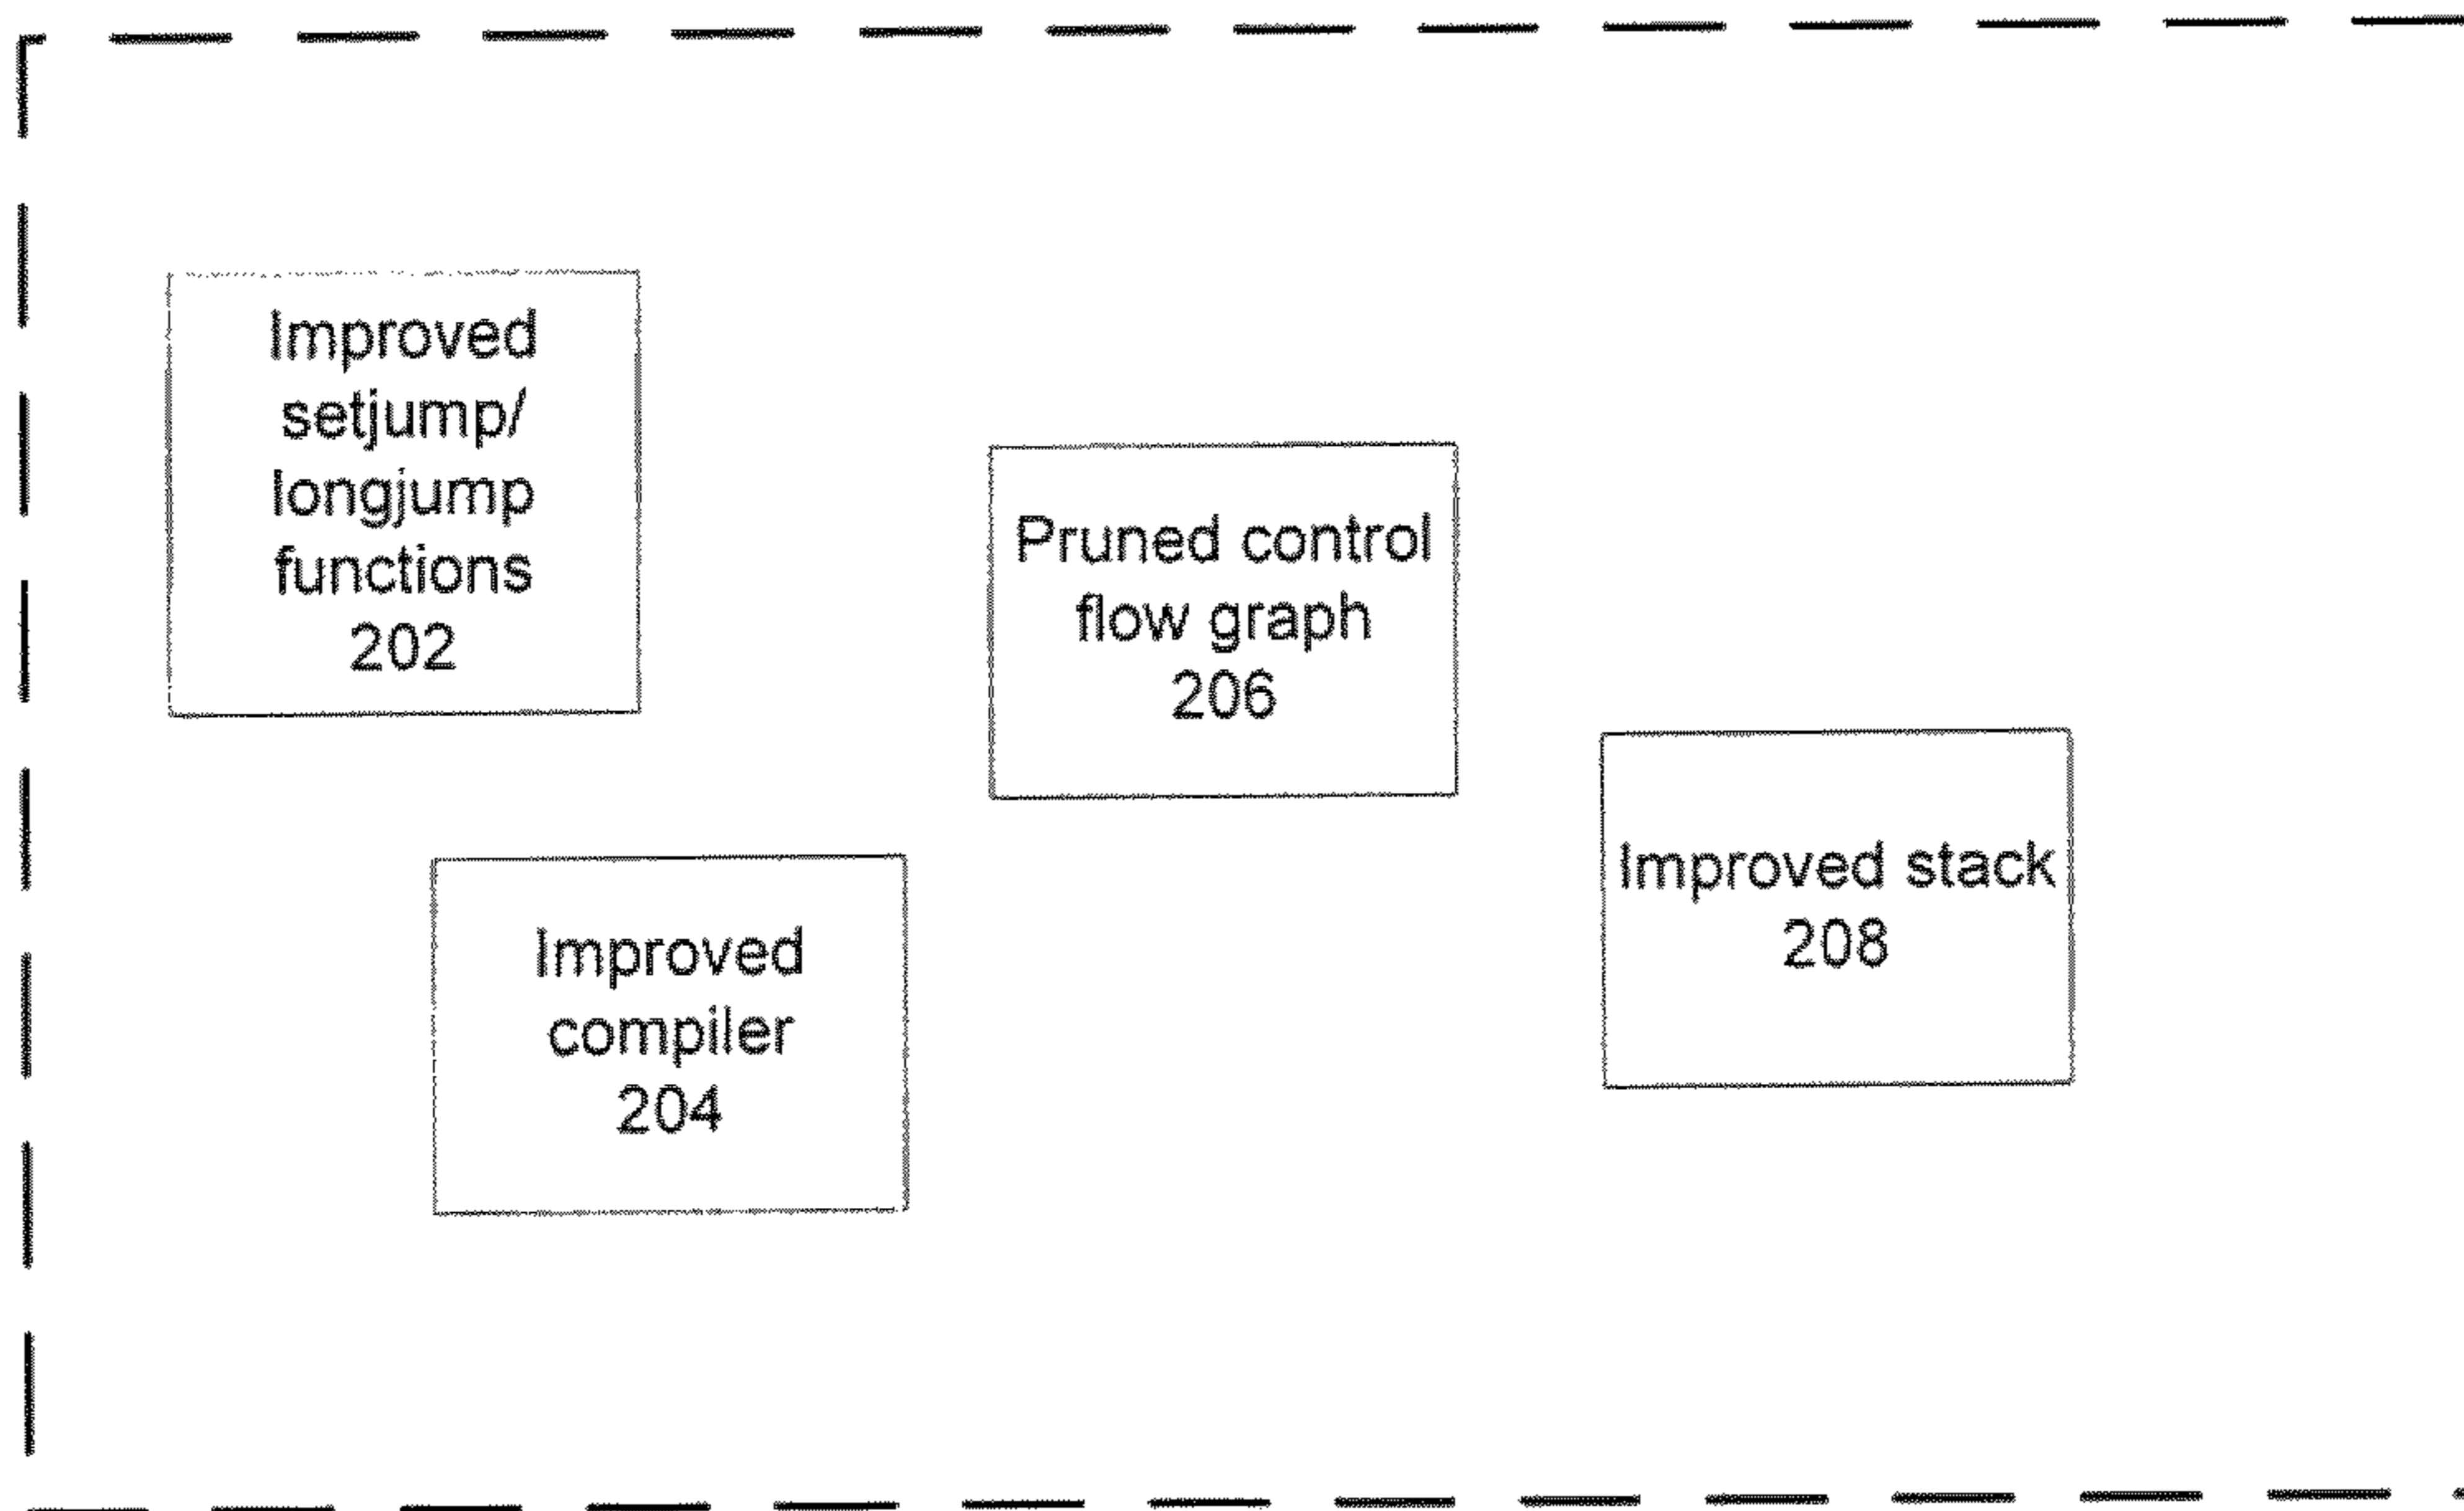 Improved
setjump/
longjump
functions
202
Pruned control
flow graph
206
Improved stack
208
Improved
compiler
204